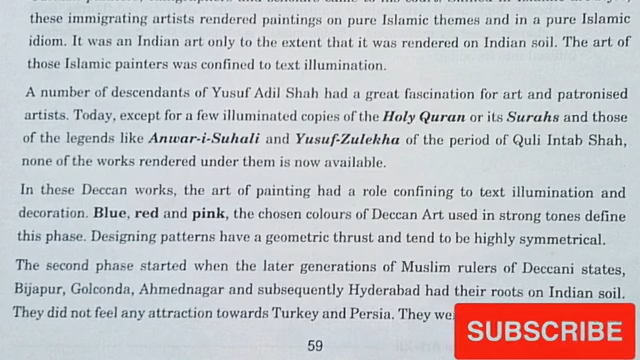 these immigrating artists rendered paintings on pure Islamic themes and in a pure Islamic
idiom. It was an Indian art only to the extent that it was rendered on Indian soil. The art of
those Islamic painters was confined to text illumination.
A number of descendants of Yusuf Adil Shah had a great fascination for art and patronised
artists. Today, except for a few illuminated copies of the Holy Quran or its Surahs and those
of the legends like Anwar-i-Suhali and Yusuf-Zulekha of the period of Quli Intab Shah,
none of the works rendered under them is now available.
In these Deccan works, the art of painting had a role confining to text illumination and
decoration. Blue, red and pink, the chosen colours of Deccan Art used in strong tones define
this phase. Designing patterns have a geometric thrust and tend to be highly symmetrical.
The second phase started when the later generations of Muslim rulers of Deccani states,
Bijapur, Golconda, Ahmednagar and subsequently Hyderabad had their roots on Indian soil.
They did not feel any attraction towards Turkey and Persia. They
SUBSCRIBE
59